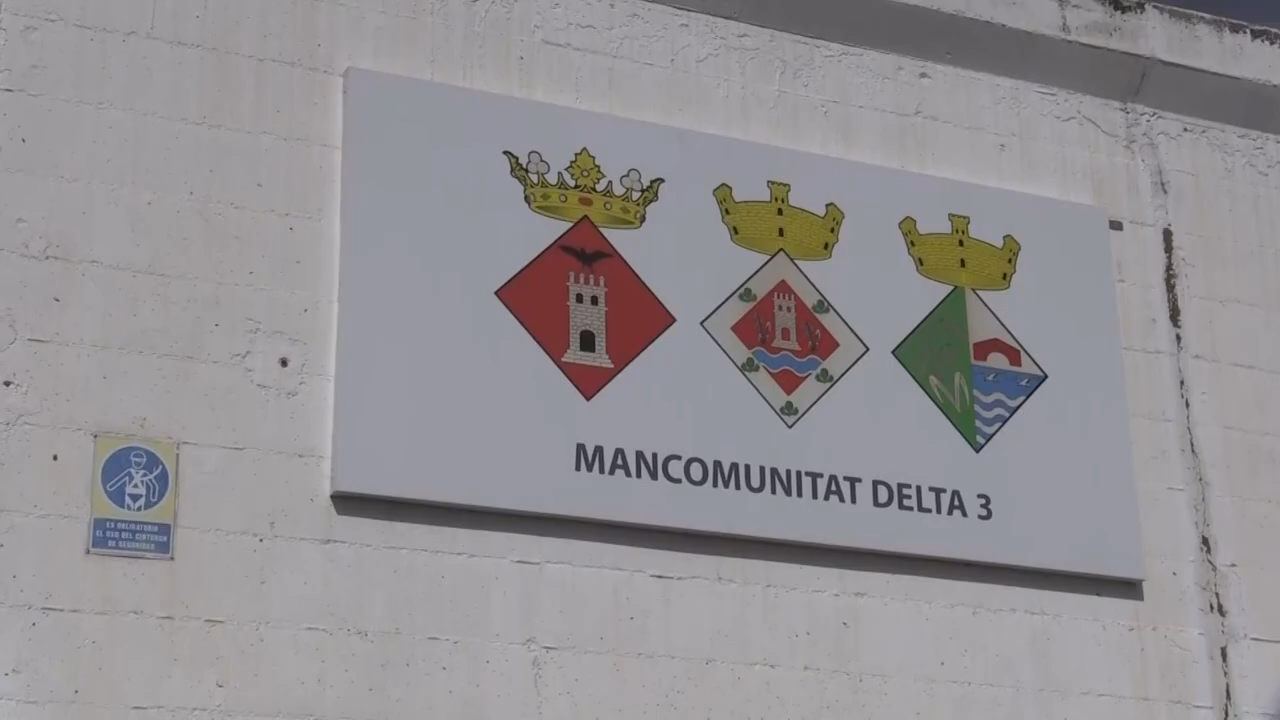 MANCOMUNITAT DELTA 3
ES OBLIGATORIO
EL USO DEL CINTURON
DE SEGURIDAD